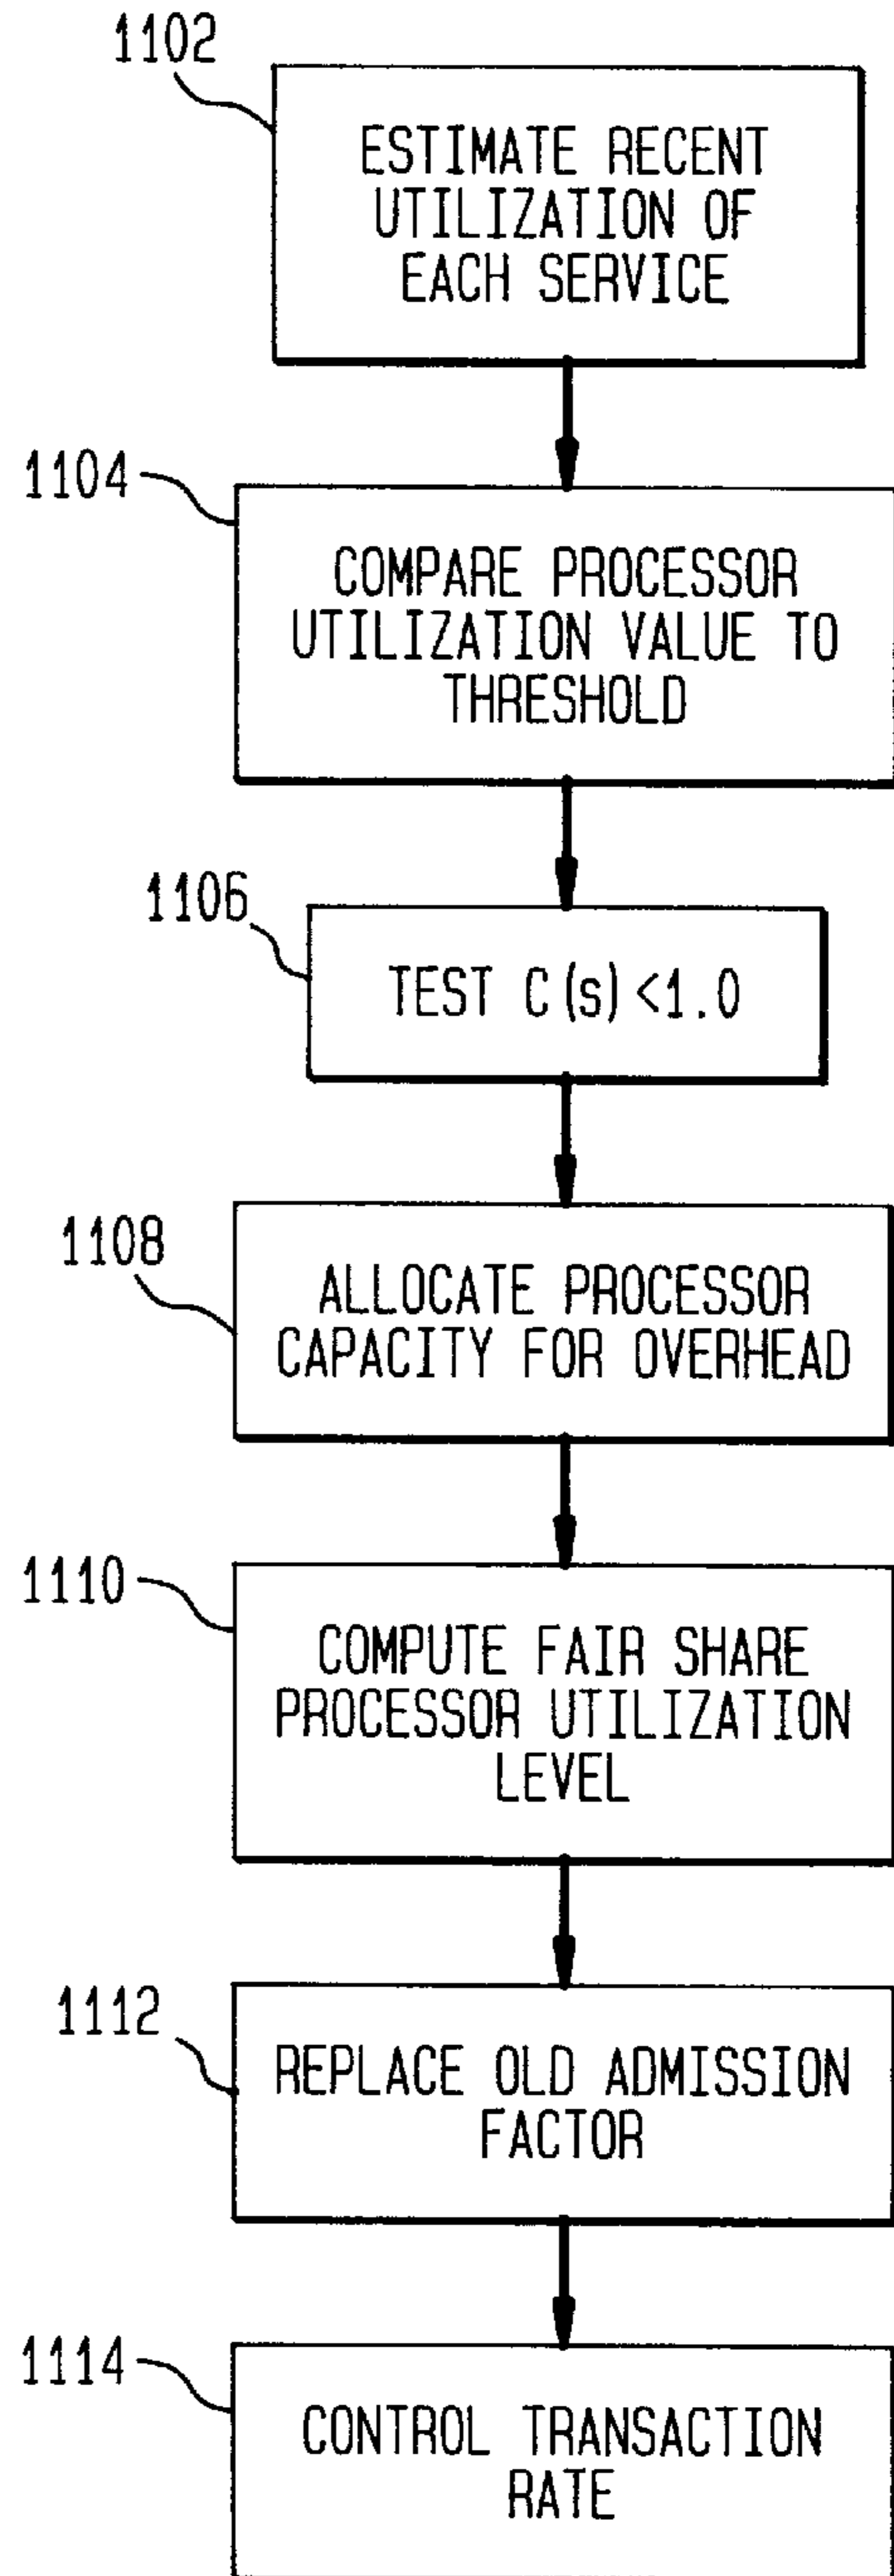 1102
ESTIMATE RECENT
UTILIZATION OF
EACH SERVICE
1104
COMPARE PROCESSOR
UTILIZATION VALUE TO
THRESHOLD
1106
TEST C(s)<1.0
1108
ALLOCATE PROCESSOR
CAPACITY FOR OVERHEAD
1110
COMPUTE FAIR SHARE
PROCESSOR UTILIZATION
LEVEL
1112
REPLACE OLD ADMISSION
FACTOR
1114
CONTROL TRANSACTION
RATE